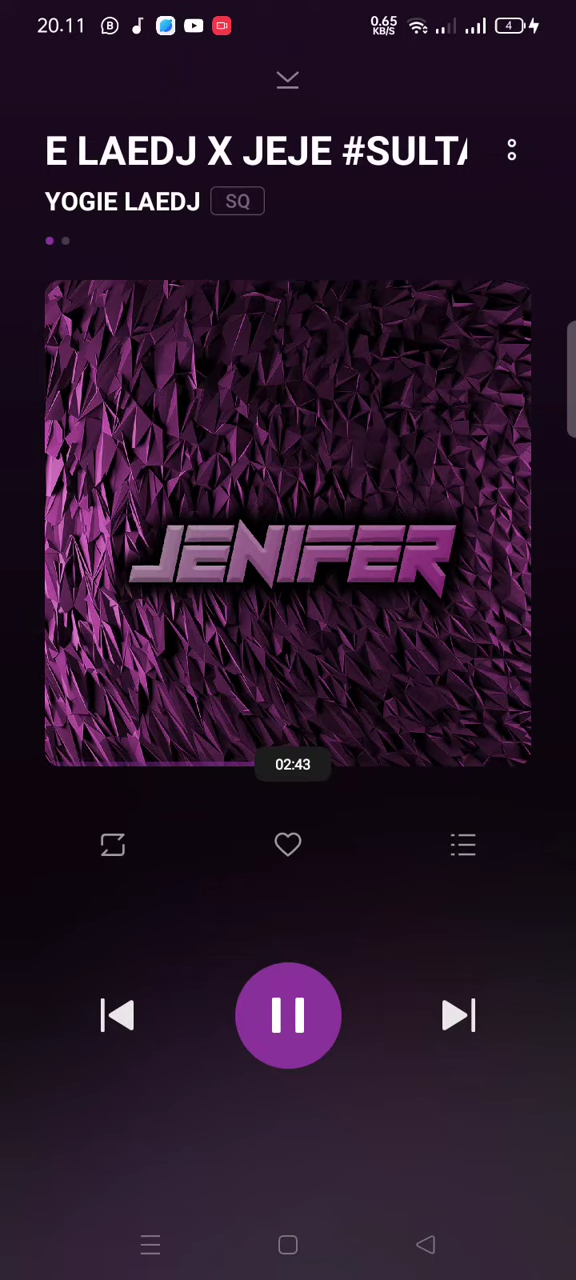 20.11
0.65
KB/S
4
E LAEDJ X JEJE #SULTA
YOGIE LAEDJ SQ
JENIFER
02:43